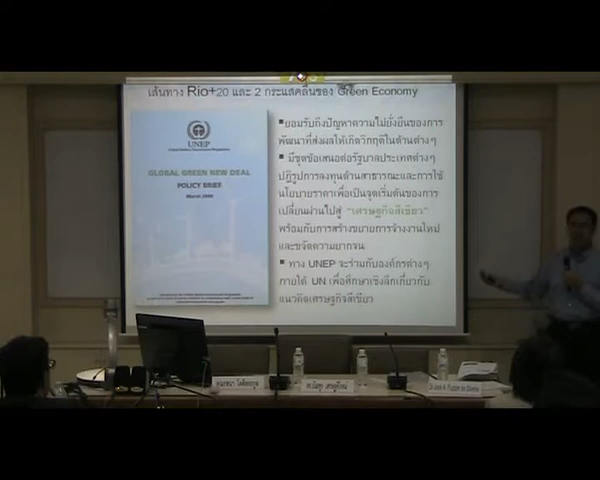 เส้นทาง Rio+20 และ 2 กระแสคลื่นของ Green Economy
UNEP
GLOBAL GREEN NEW DEAL
POLICY BRIEF
March 2009
▪ยอมรับถึงปัญหาความไม่ยั่งยืนของการ
พัฒนาที่ส่งผลให้เกิดวิกฤติในด้านต่างๆ
▪ มีชุดข้อเสนอต่อรัฐบาลประเทศต่างๆ
ปฏิรูปการลงทุนด้านสาธารณะและการใช้
นโยบายราคาเพื่อเป็นจุดเริ่มต้นของการ
เปลี่ยนผ่านไปสู่ “เศรษฐกิจสีเขียว”
พร้อมกับการสร้างขยายการจ้างงานใหม่
และขจัดความยากจน
▪ ทาง UNEP จะร่วมกับองค์กรต่างๆ
ภายใต้ UN เพื่อศึกษาเชิงลึกเกี่ยวกับ
แนวคิดเศรษฐกิจสีเขียว